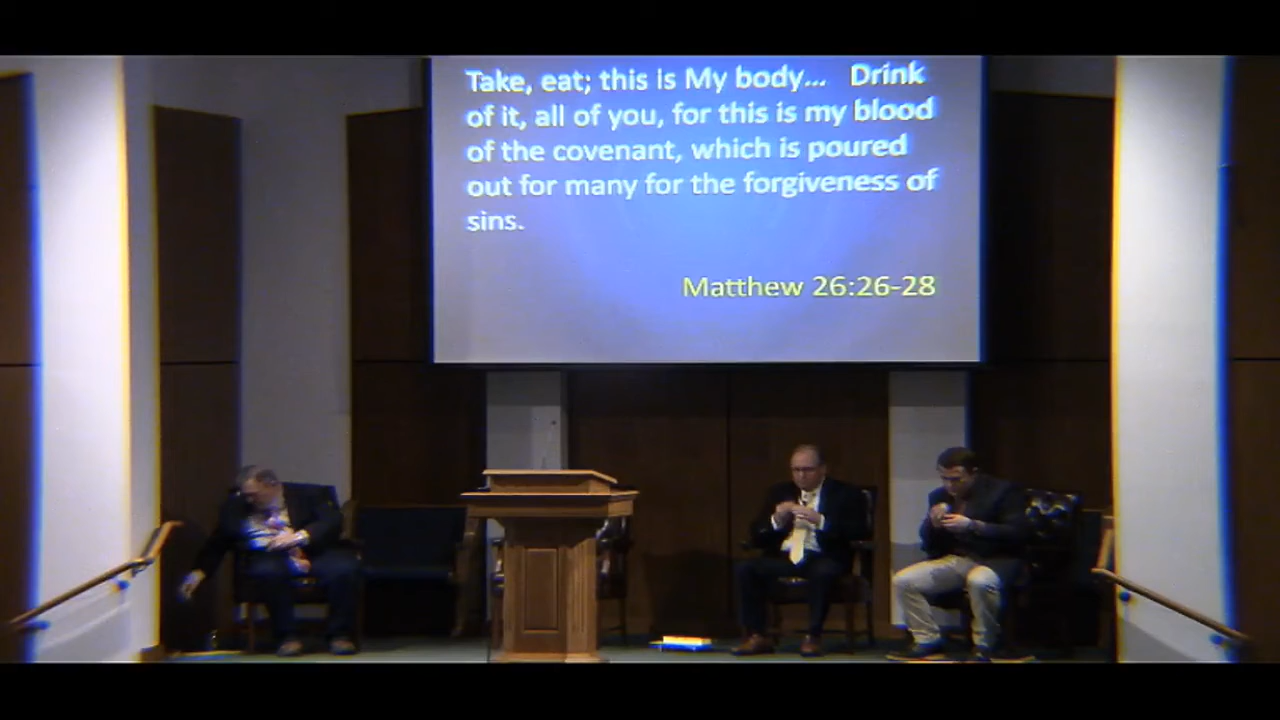 Take, eat; this is My body... Drink
of it, all of you, for this is my blood
of the covenant, which is poured
out for many for the forgiveness of
sins.
Matthew 26:26-28